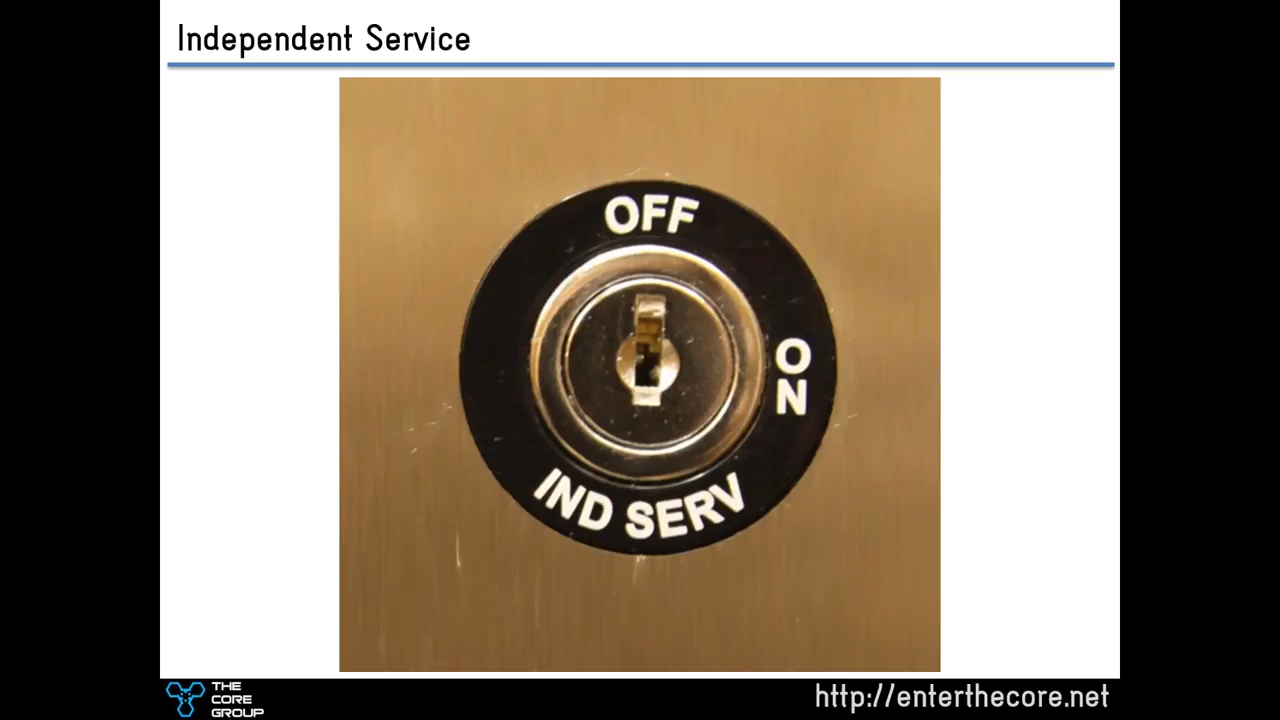 Independent Service
OFF
ON
IND SERV
THE
CORE
GROUP
http://enterthecore.net